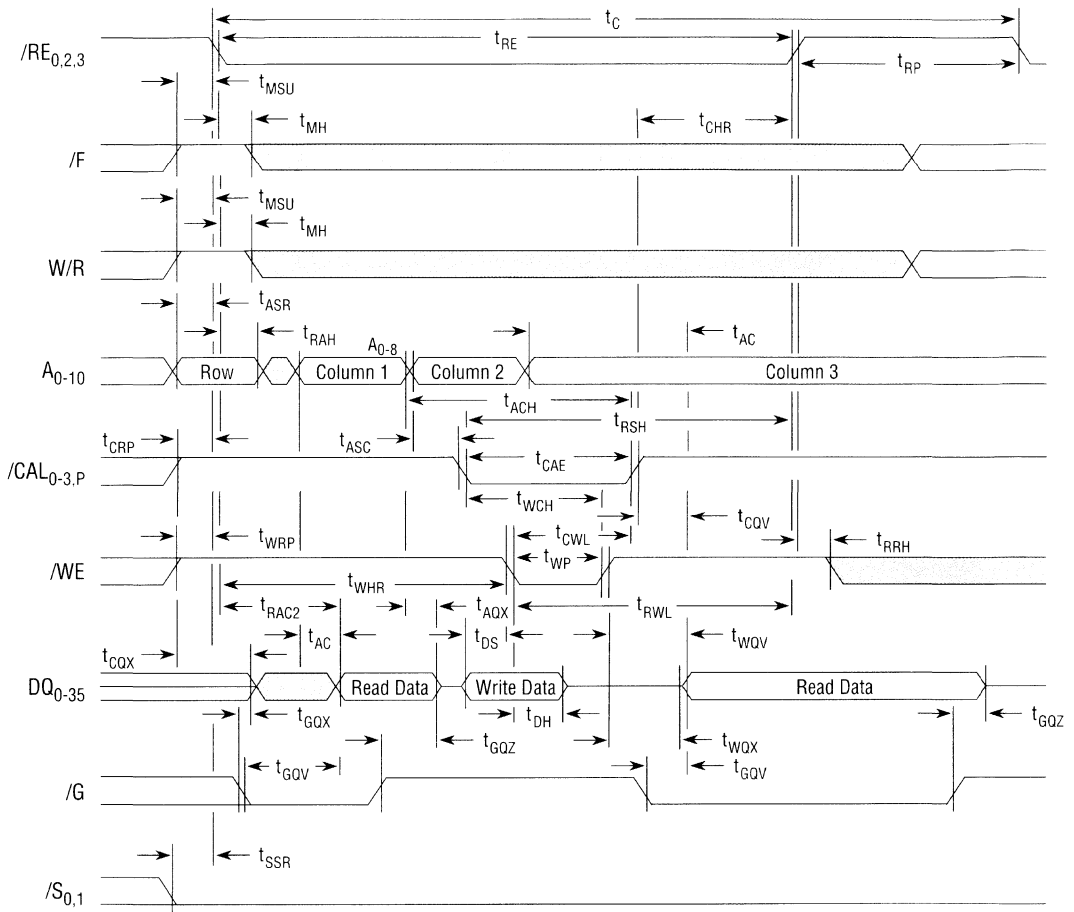 tC
/RE0,2,3
tRE
tRP
tMSU
tMH
tCHR
/F
tMSU
tMH
W/R
tASR
tRAH
A0-8
tAC
A0-10
Row
Column 1
Column 2
Column 3
tACH
tRSH
tCRP
tASC
/CAL0-3,P
tCAE
tWCH
tCQV
tWRP
tCWL
tRRH
tWP
/WE
tWHR
tRAC2
tAQX
tRWL
tAC
tDS
tWQV
tCQX
DQ0-35
Read Data
Write Data
Read Data
tGQX
tDH
tGQZ
tGQZ
tWQX
tGQV
tGQV
/G
tSSR
/S0,1